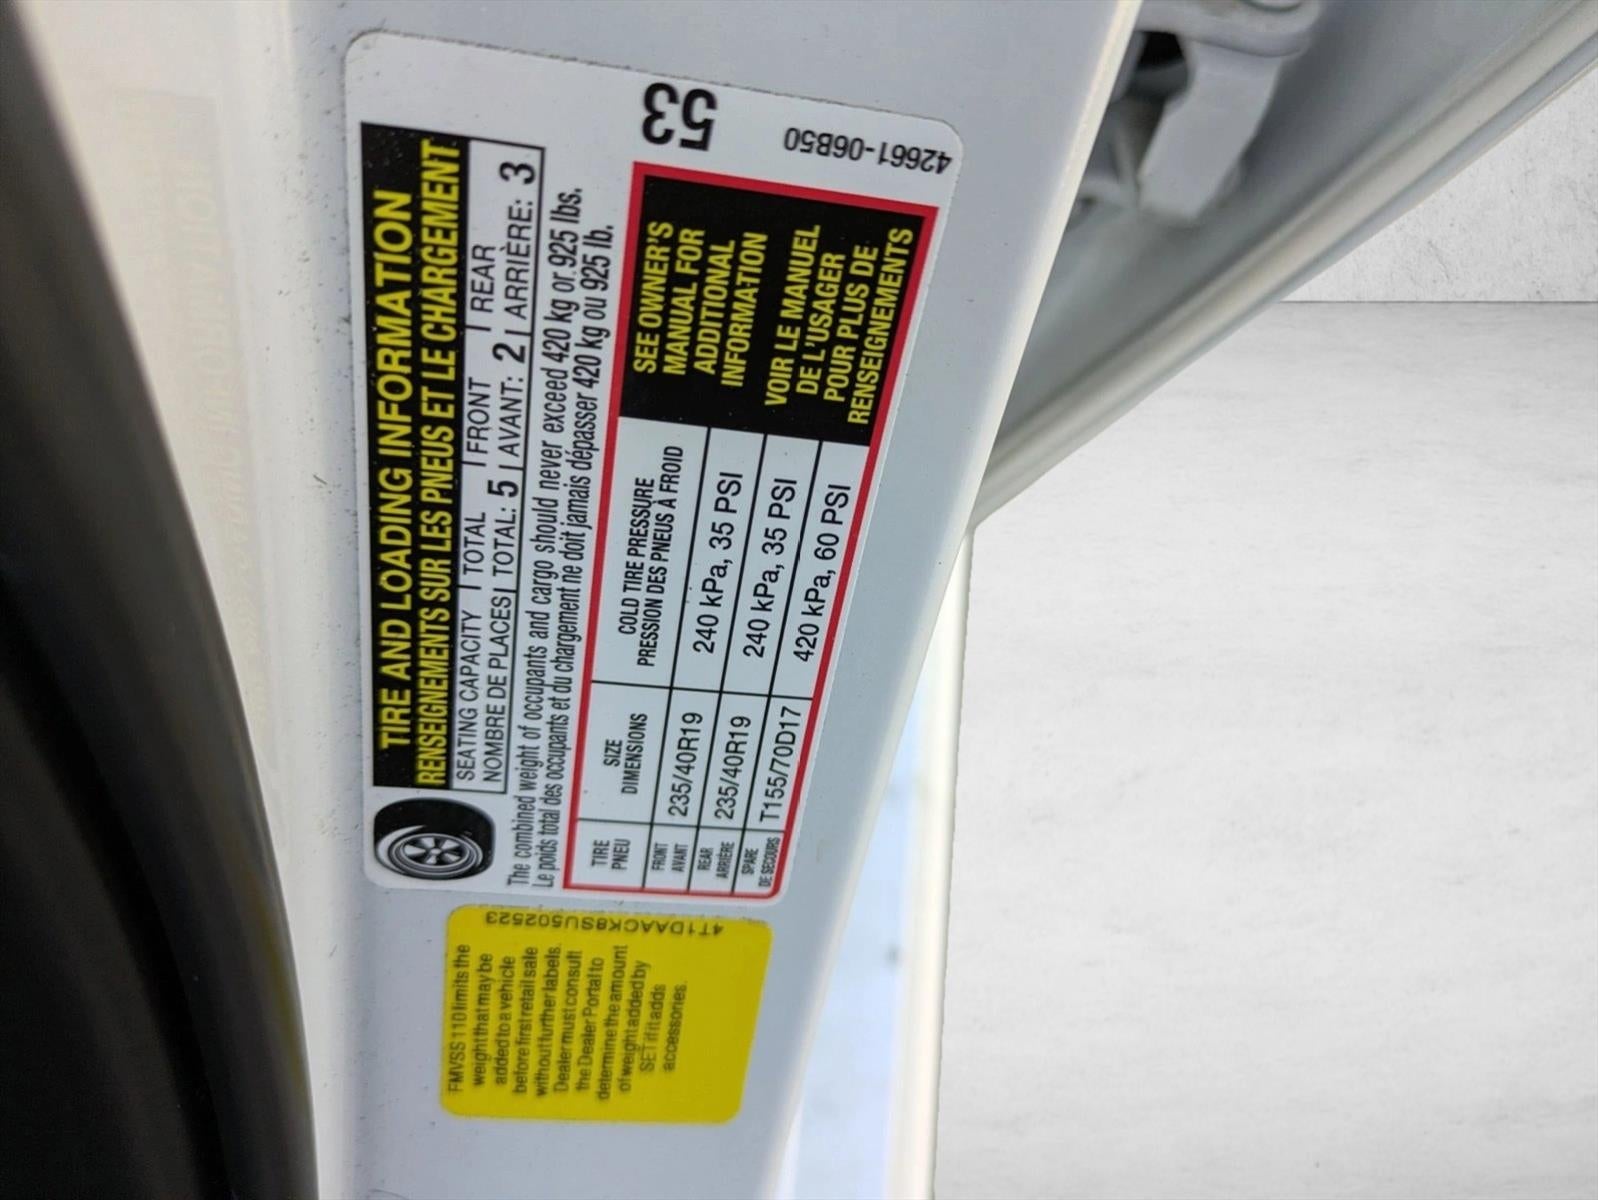 53
42661-06B50
TIRE AND LOADING INFORMATION
RENSEIGNEMENTS SUR LES PNEUS ET LE CHARGEMENT
SEATING CAPACITY | TOTAL | FRONT | REAR
NOMBRE DE PLACES | TOTAL: 5 | AVANT: 2 | ARRIÈRE: 3
The combined weight of occupants and cargo should never exceed 420 kg or 925 lbs.
Le poids total des occupants et du chargement ne doit jamais dépasser 420 kg ou 925 lb.
TIRE SIZE COLD TIRE PRESSURE
PNEU DIMENSIONS PRESSION DES PNEUS À FROID
FRONT
AVANT 235/40R19 240 kPa, 35 PSI
REAR
ARRIÈRE 235/40R19 240 kPa, 35 PSI
SPARE
DE SECOURS T155/70D17 420 kPa, 60 PSI
SEE OWNER'S
MANUAL FOR
ADDITIONAL
INFORMATION
VOIR LE MANUEL
DE L'USAGER
POUR PLUS DE
RENSEIGNEMENTS
4T1DAACK8SU502523
FMVSS 110 limits the
weight that may be
added to a vehicle
before first retail sale
without further labels.
Dealer must consult
the Dealer Portal to
determine the amount
of weight added by
SET if it adds
accessories.